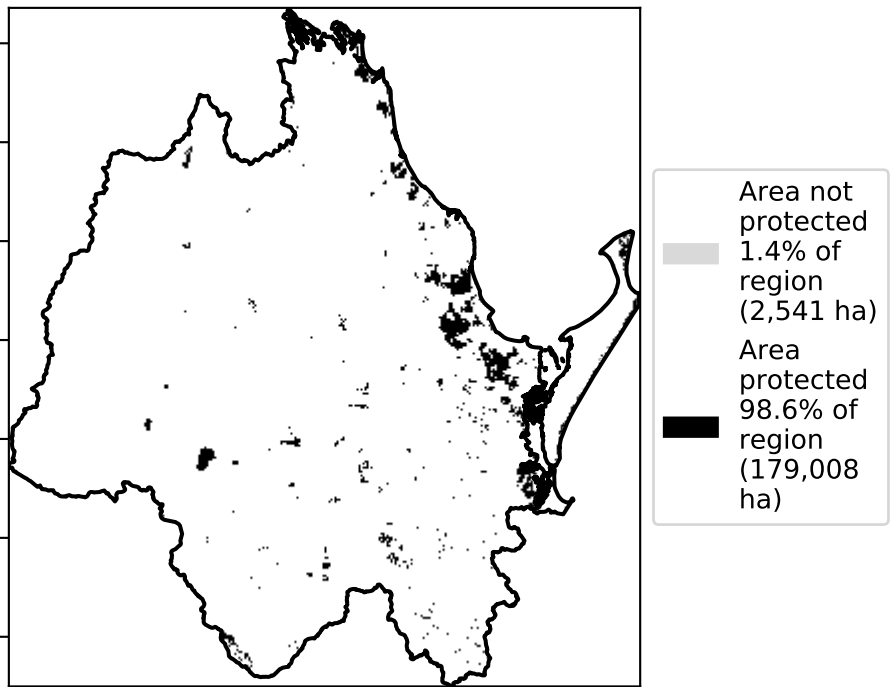 Area not
protected
1.4% of
region
(2,541 ha)
Area
protected
98.6% of
region
(179,008
ha)